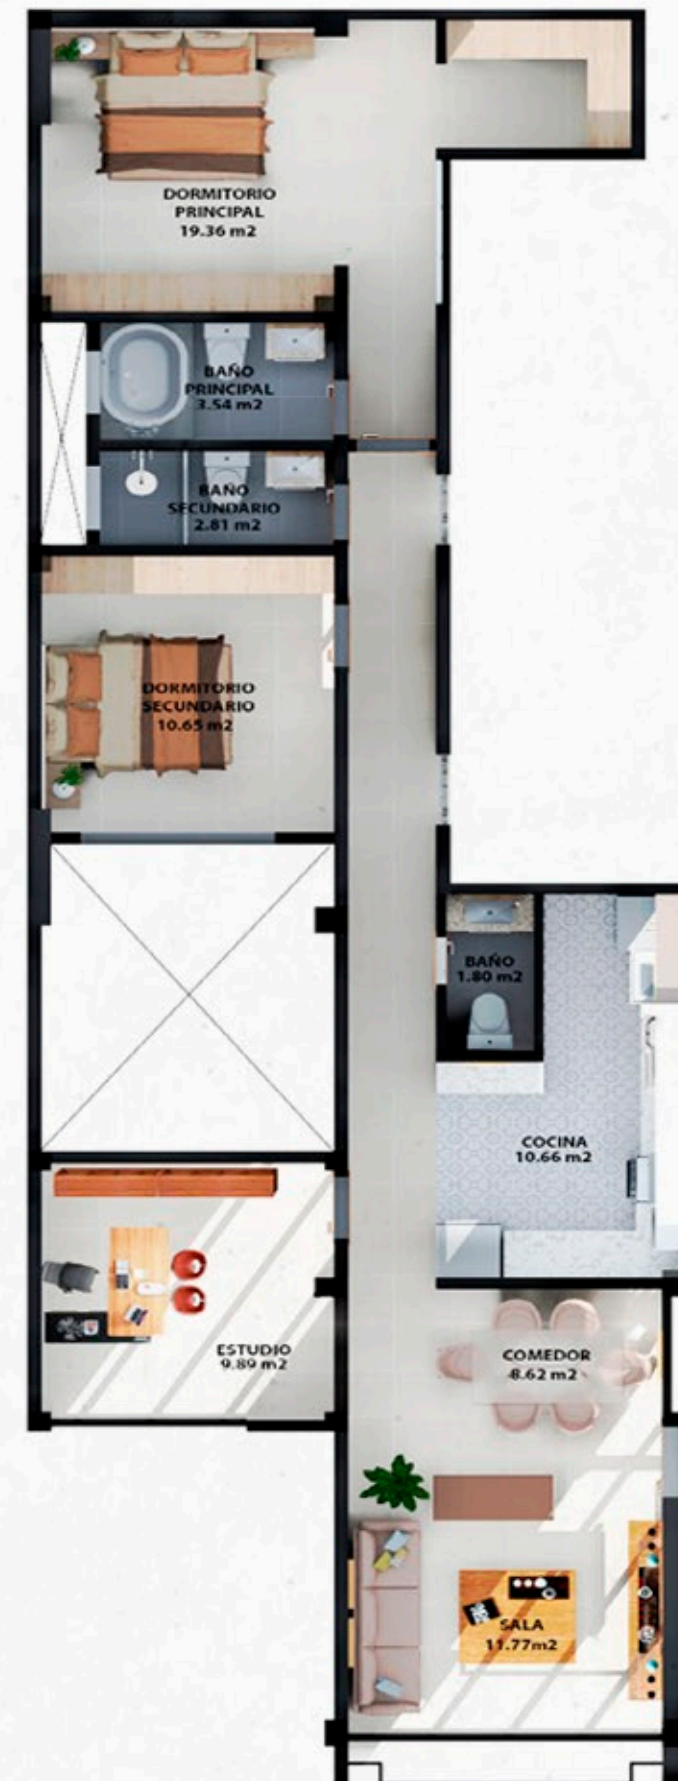 DORMITORIO
PRINCIPAL
19.36 m2
BAÑO
PRINCIPAL
3.54 m2
BAÑO
SECUNDARIO
2.81 m2
DORMITORIO
SECUNDARIO
10.65 m2
BAÑO
1.80 m2
COCINA
10.66 m2
ESTUDIO
9.89 m2
COMEDOR
8.62 m2
SALA
11.77m2